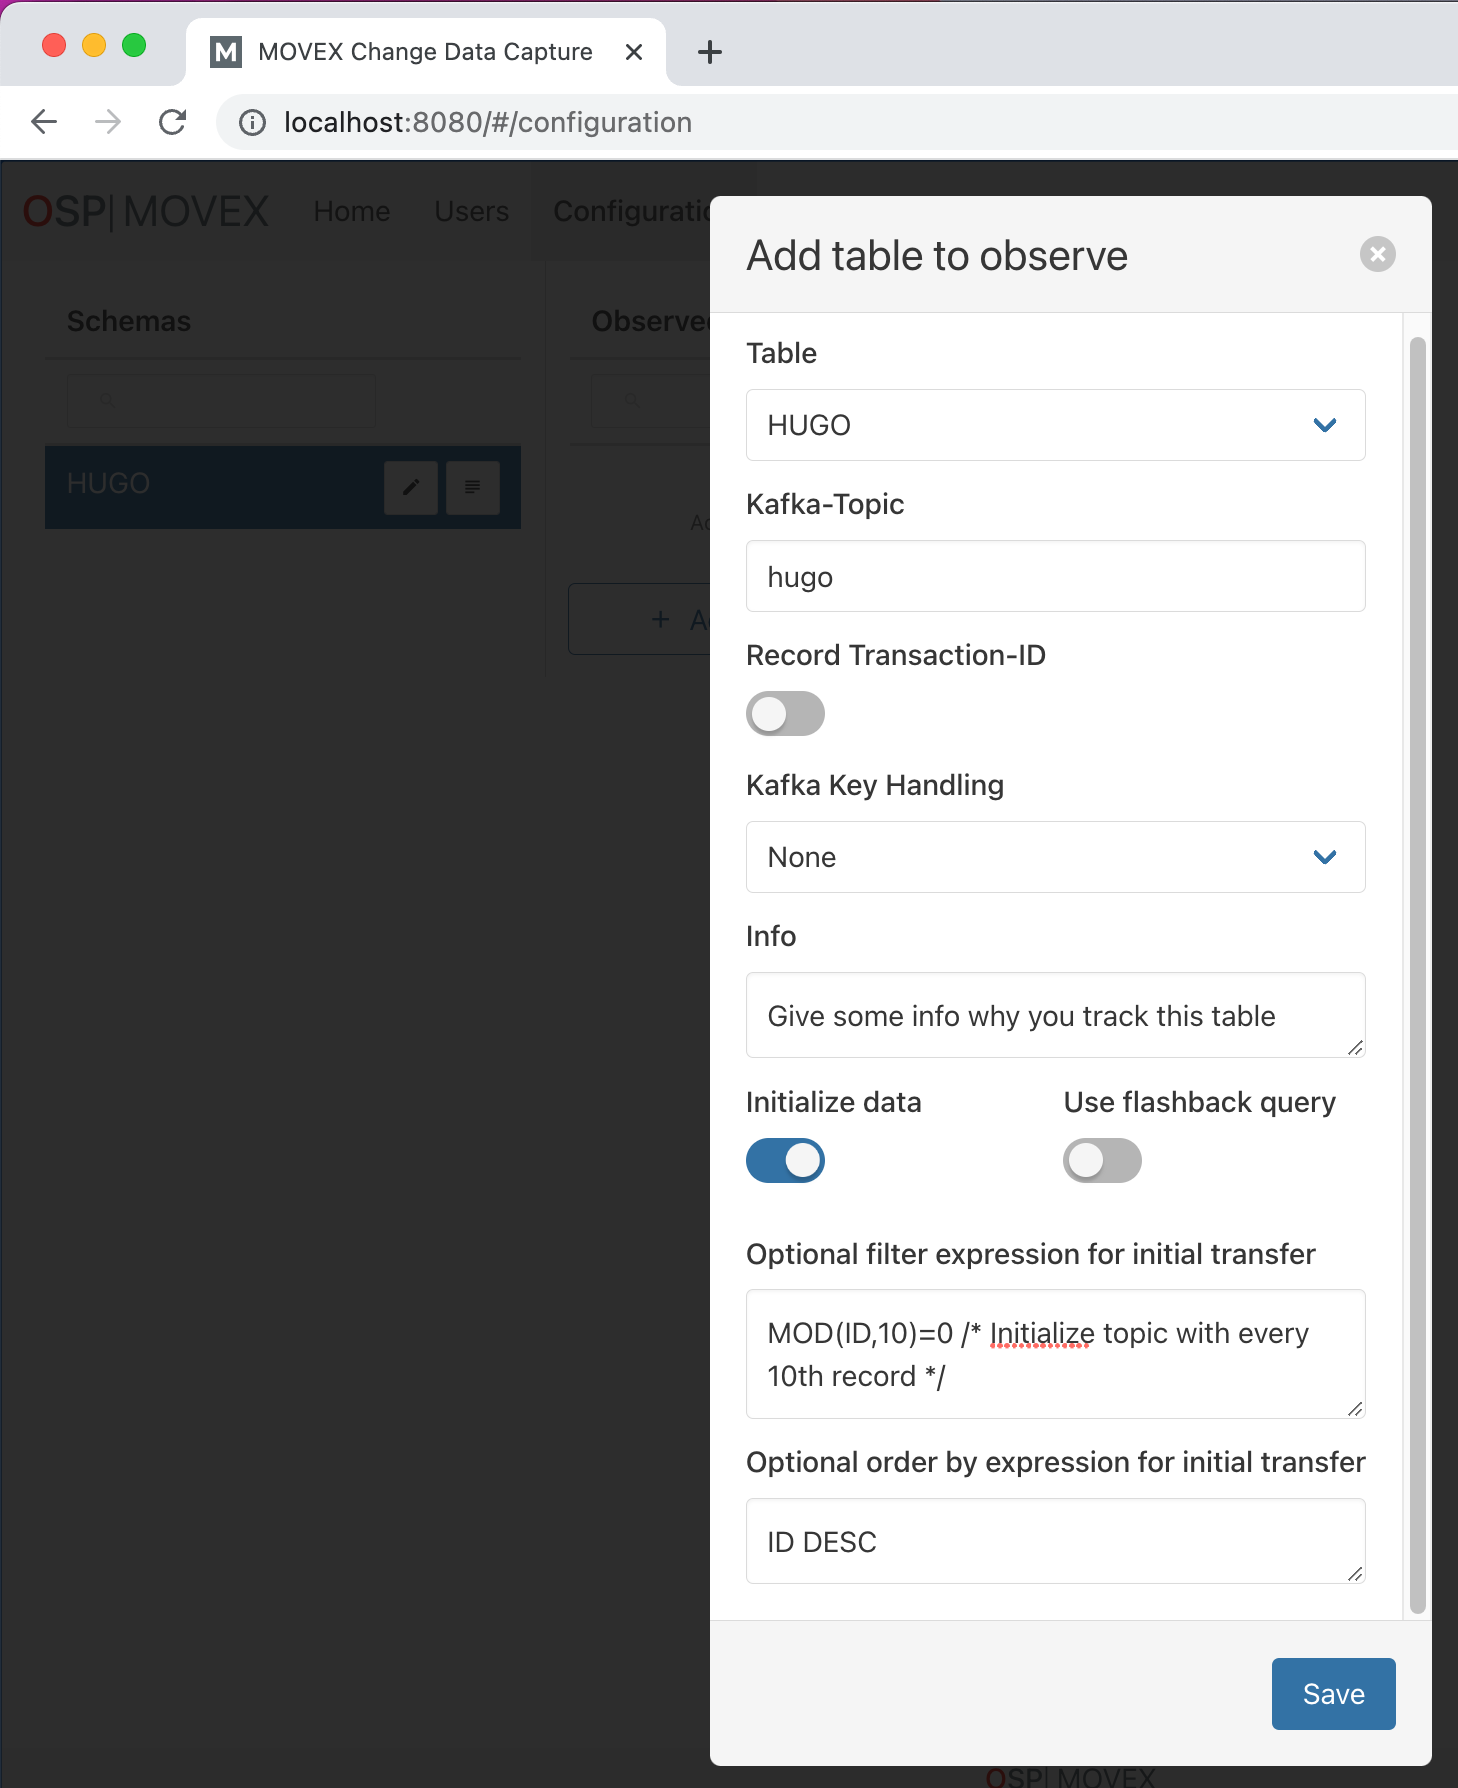 MOVEX Change Data Capture
localhost:8080/#/configuration
OSP| MOVEX Home Users Configuratio
Schemas
Observe
HUGO
+ A
Add table to observe
Table
HUGO
Kafka-Topic
hugo
Record Transaction-ID
Kafka Key Handling
None
Info
Give some info why you track this table
Initialize data Use flashback query
Optional filter expression for initial transfer
MOD(ID,10)=0 /* Initialize topic with every
10th record */
Optional order by expression for initial transfer
ID DESC
Save
OSP| MOVEX